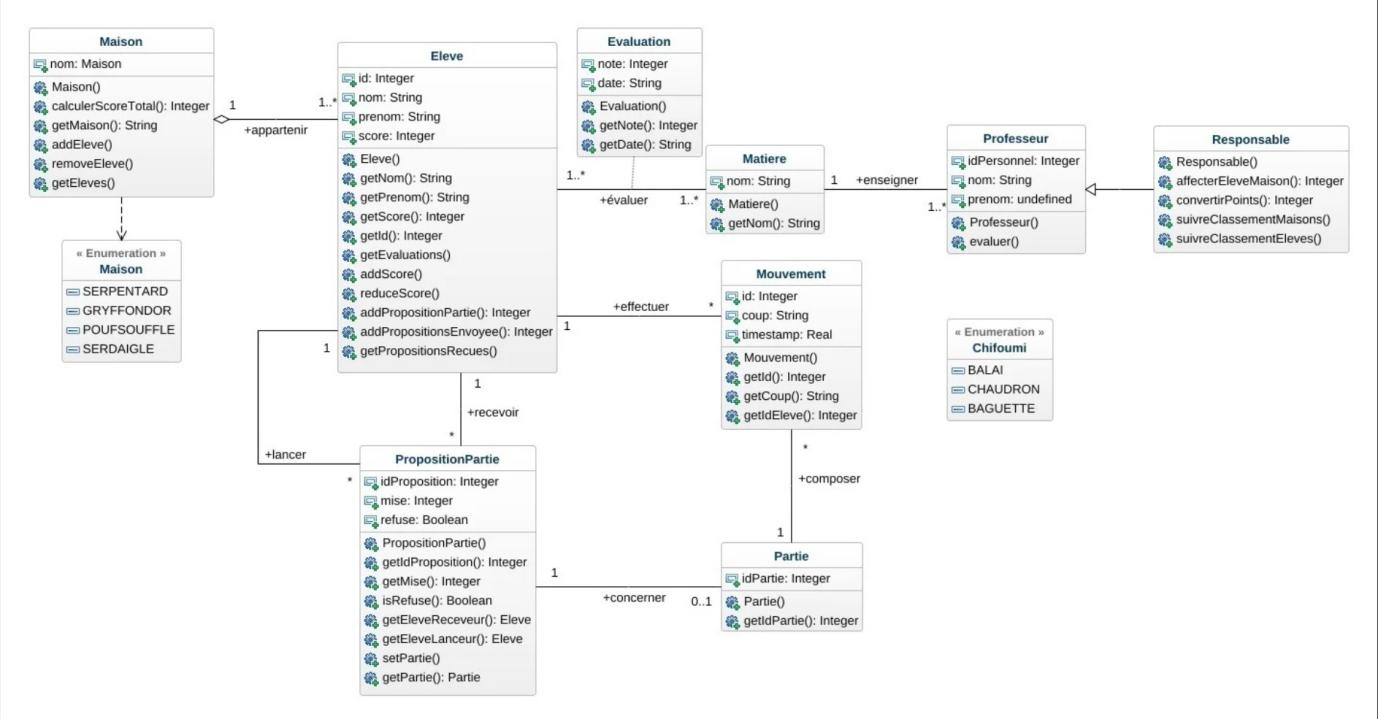 Maison
nom: Maison
Maison()
calculerScoreTotal(): Integer
getMaison(): String
addEleve()
removeEleve()
getEleves()
1
1..*
+appartenir
« Enumeration »
Maison
SERPENTARD
GRYFFONDOR
POUFSOUFFLE
SERDAIGLE
Eleve
id: Integer
nom: String
prenom: String
score: Integer
Eleve()
getNom(): String
getPrenom(): String
getScore(): Integer
getId(): Integer
getEvaluations()
addScore()
reduceScore()
addPropositionPartie(): Integer
addPropositionsEnvoyee(): Integer
getPropositionsRecues()
Evaluation
note: Integer
date: String
Evaluation()
getNote(): Integer
getDate(): String
1..*
+évaluer
1..*
Matiere
nom: String
Matiere()
getNom(): String
1
+enseigner
1..*
Professeur
idPersonnel: Integer
nom: String
prenom: undefined
Professeur()
evaluer()
Responsable
Responsable()
affecterEleveMaison(): Integer
convertirPoints(): Integer
suivreClassementMaisons()
suivreClassementEleves()
+effectuer
*
1
Mouvement
id: Integer
coup: String
timestamp: Real
Mouvement()
getId(): Integer
getCoup(): String
getIdEleve(): Integer
« Enumeration »
Chifoumi
BALAI
CHAUDRON
BAGUETTE
1
+lancer
*
1
+recevoir
*
PropositionPartie
idProposition: Integer
mise: Integer
refuse: Boolean
PropositionPartie()
getIdProposition(): Integer
getMise(): Integer
isRefuse(): Boolean
getEleveReceveur(): Eleve
getEleveLanceur(): Eleve
setPartie()
getPartie(): Partie
*
+composer
1
1
+concerner
0..1
Partie
idPartie: Integer
Partie()
getIdPartie(): Integer